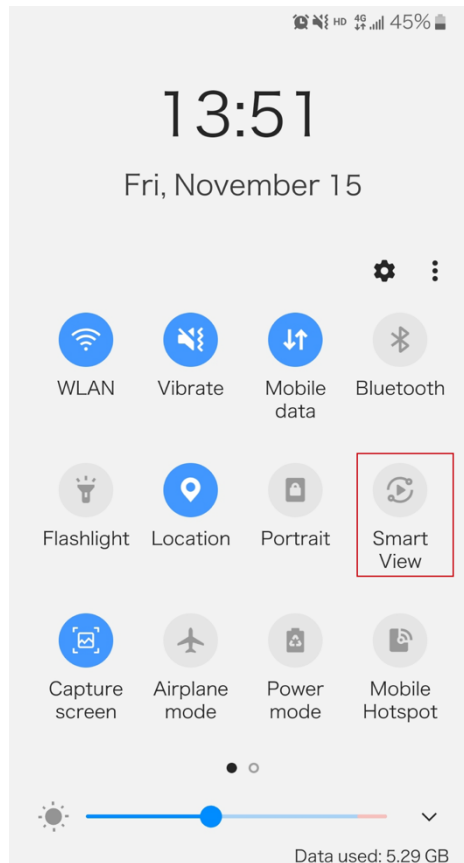 HD 4G 45%
13:51
Fri, November 15
WLAN Vibrate Mobile data Bluetooth
Flashlight Location Portrait Smart View
Capture screen Airplane mode Power mode Mobile Hotspot
Data used: 5.29 GB